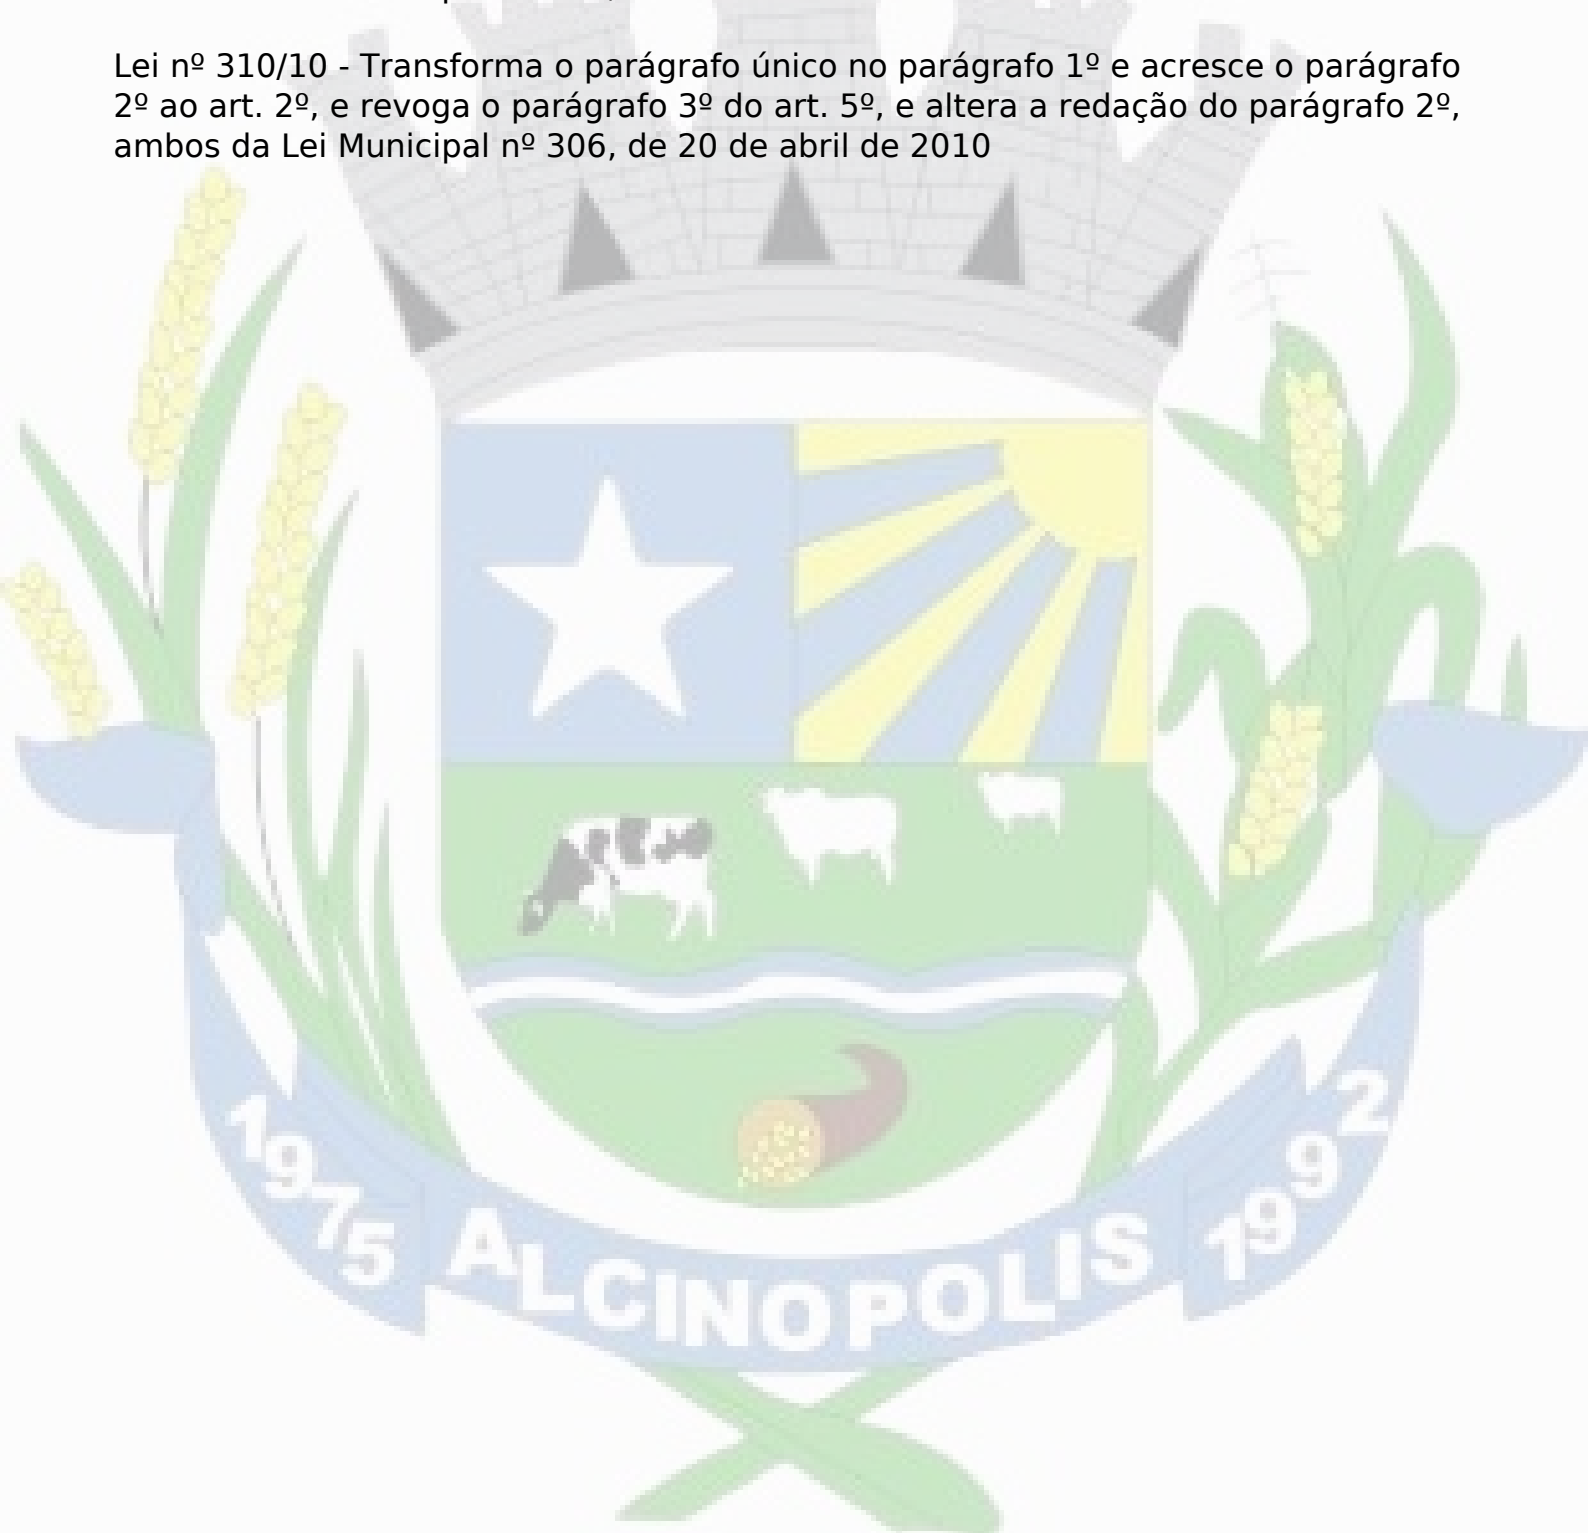 Lei nº 310/10 - Transforma o parágrafo único no parágrafo 1º e acresce o parágrafo
2º ao art. 2º, e revoga o parágrafo 3º do art. 5º, e altera a redação do parágrafo 2º,
ambos da Lei Municipal nº 306, de 20 de abril de 2010
1975 ALCINOPOLIS 1992